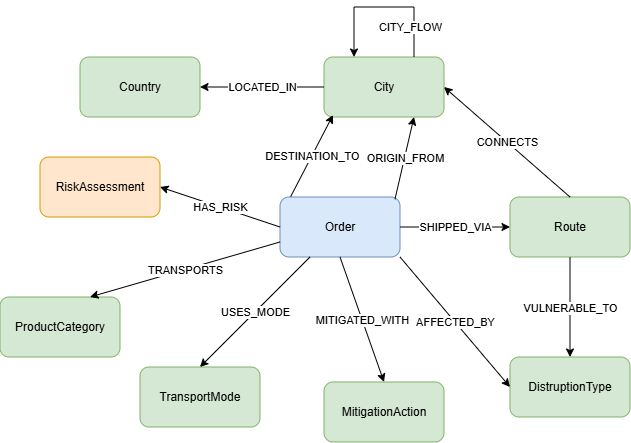 CITY_FLOW
Country
LOCATED_IN
City
DESTINATION_TO
ORIGIN_FROM
CONNECTS
RiskAssessment
HAS_RISK
Order
SHIPPED_VIA
Route
TRANSPORTS
ProductCategory
USES_MODE
MITIGATED_WITH
AFFECTED_BY
VULNERABLE_TO
TransportMode
MitigationAction
DistruptionType